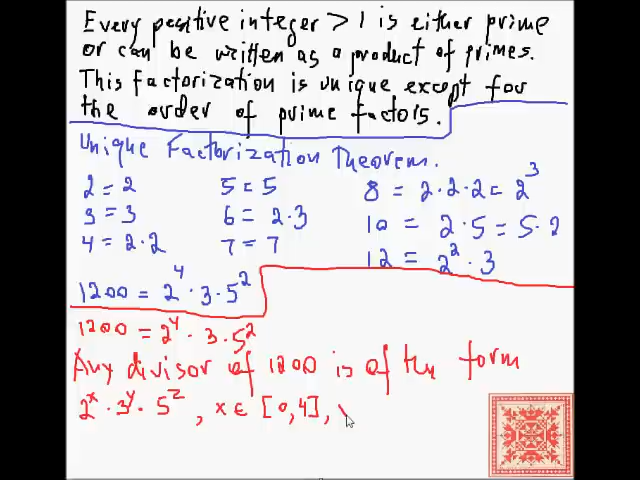 Every positive integer > 1 is either prime
or can be written as a product of primes.
This factorization is unique except for
the order of prime factors.
Unique Factorization Theorem.
2 = 2
3 = 3
4 = 2·2
5 = 5
6 = 2·3
7 = 7
8 = 2·2·2 = 2³
10 = 2·5 = 5·2
12 = 2²·3
1200 = 2⁴·3·5²
1200 = 2⁴·3·5²
Any divisor of 1200 is of the form
2ˣ·3ʸ·5ᶻ, x ∈ [0,4],